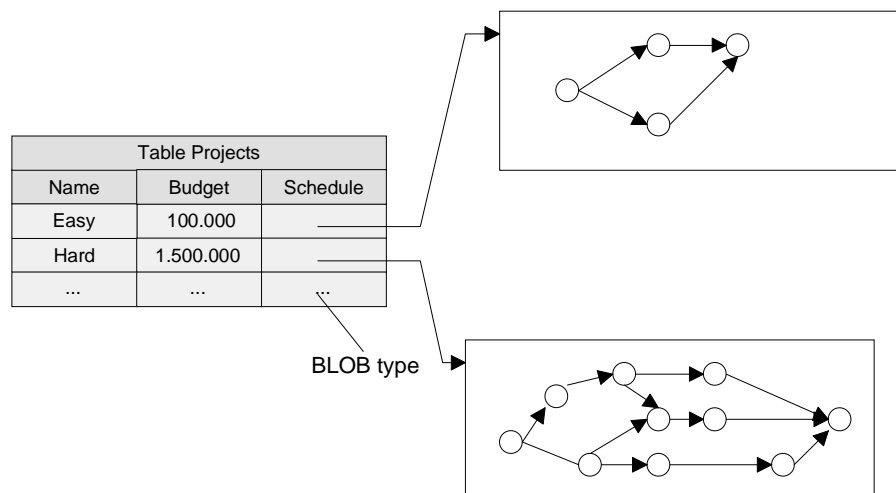 Table Projects
Name Budget Schedule
Easy 100.000
Hard 1.500.000
... ... ...
BLOB type